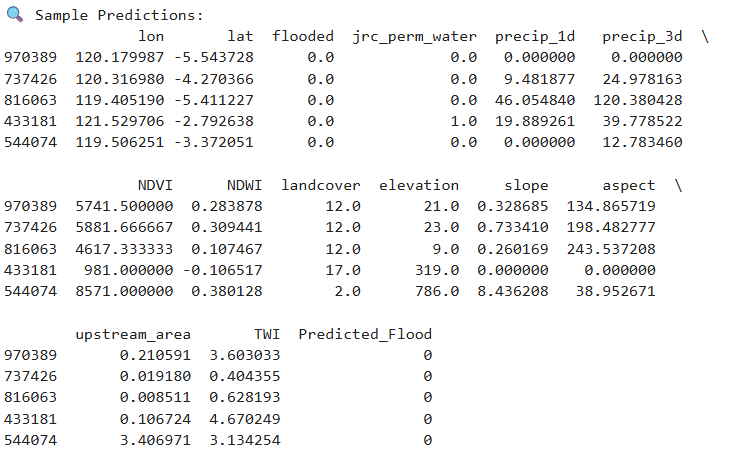 🔍 Sample Predictions:
lon lat flooded jrc_perm_water precip_1d precip_3d \
970389 120.179987 -5.543728 0.0 0.0 0.000000 0.000000
737426 120.316980 -4.270366 0.0 0.0 9.481877 24.978163
816063 119.405190 -5.411227 0.0 0.0 46.054840 120.380428
433181 121.529706 -2.792638 0.0 1.0 19.889261 39.778522
544074 119.506251 -3.372051 0.0 0.0 0.000000 12.783460
NDVI NDWI landcover elevation slope aspect \
970389 5741.500000 0.283878 12.0 21.0 0.328685 134.865719
737426 5881.666667 0.309441 12.0 23.0 0.733410 198.482777
816063 4617.333333 0.107467 12.0 9.0 0.260169 243.537208
433181 981.000000 -0.106517 17.0 319.0 0.000000 0.000000
544074 8571.000000 0.380128 2.0 786.0 8.436208 38.952671
upstream_area TWI Predicted_Flood
970389 0.210591 3.603033 0
737426 0.019180 0.404355 0
816063 0.008511 0.628193 0
433181 0.106724 4.670249 0
544074 3.406971 3.134254 0